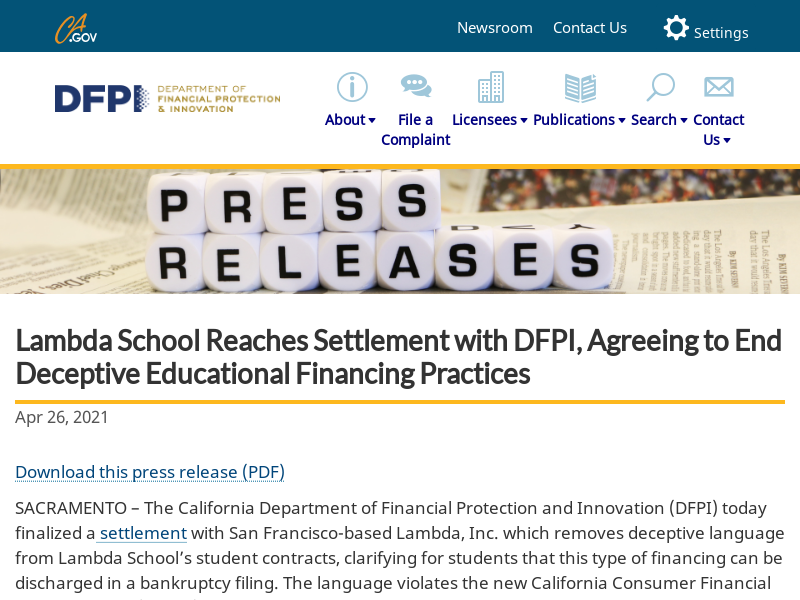 CA.GOV
Newsroom
Contact Us
Settings
DFPI
DEPARTMENT OF
FINANCIAL PROTECTION
& INNOVATION
About
File a
Complaint
Licensees
Publications
Search
Contact
Us
PRESS
RELEASES
Lambda School Reaches Settlement with DFPI, Agreeing to End
Deceptive Educational Financing Practices
Apr 26, 2021
Download this press release (PDF)
SACRAMENTO – The California Department of Financial Protection and Innovation (DFPI) today
finalized a settlement with San Francisco-based Lambda, Inc. which removes deceptive language
from Lambda School’s student contracts, clarifying for students that this type of financing can be
discharged in a bankruptcy filing. The language violates the new California Consumer Financial